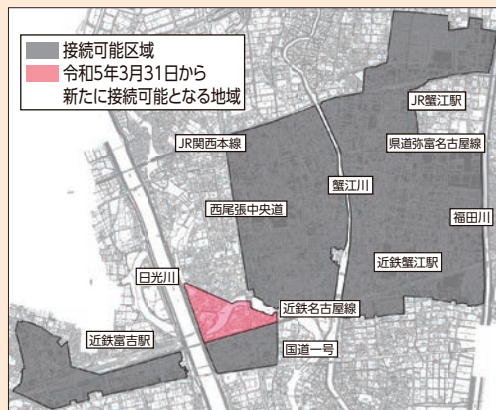 接続可能区域
令和5年3月31日から
新たに接続可能となる地域
JR蟹江駅
JR関西本線
県道弥富名古屋線
蟹江川
西尾張中央道
福田川
近鉄蟹江駅
日光川
近鉄名古屋線
近鉄富吉駅
国道一号